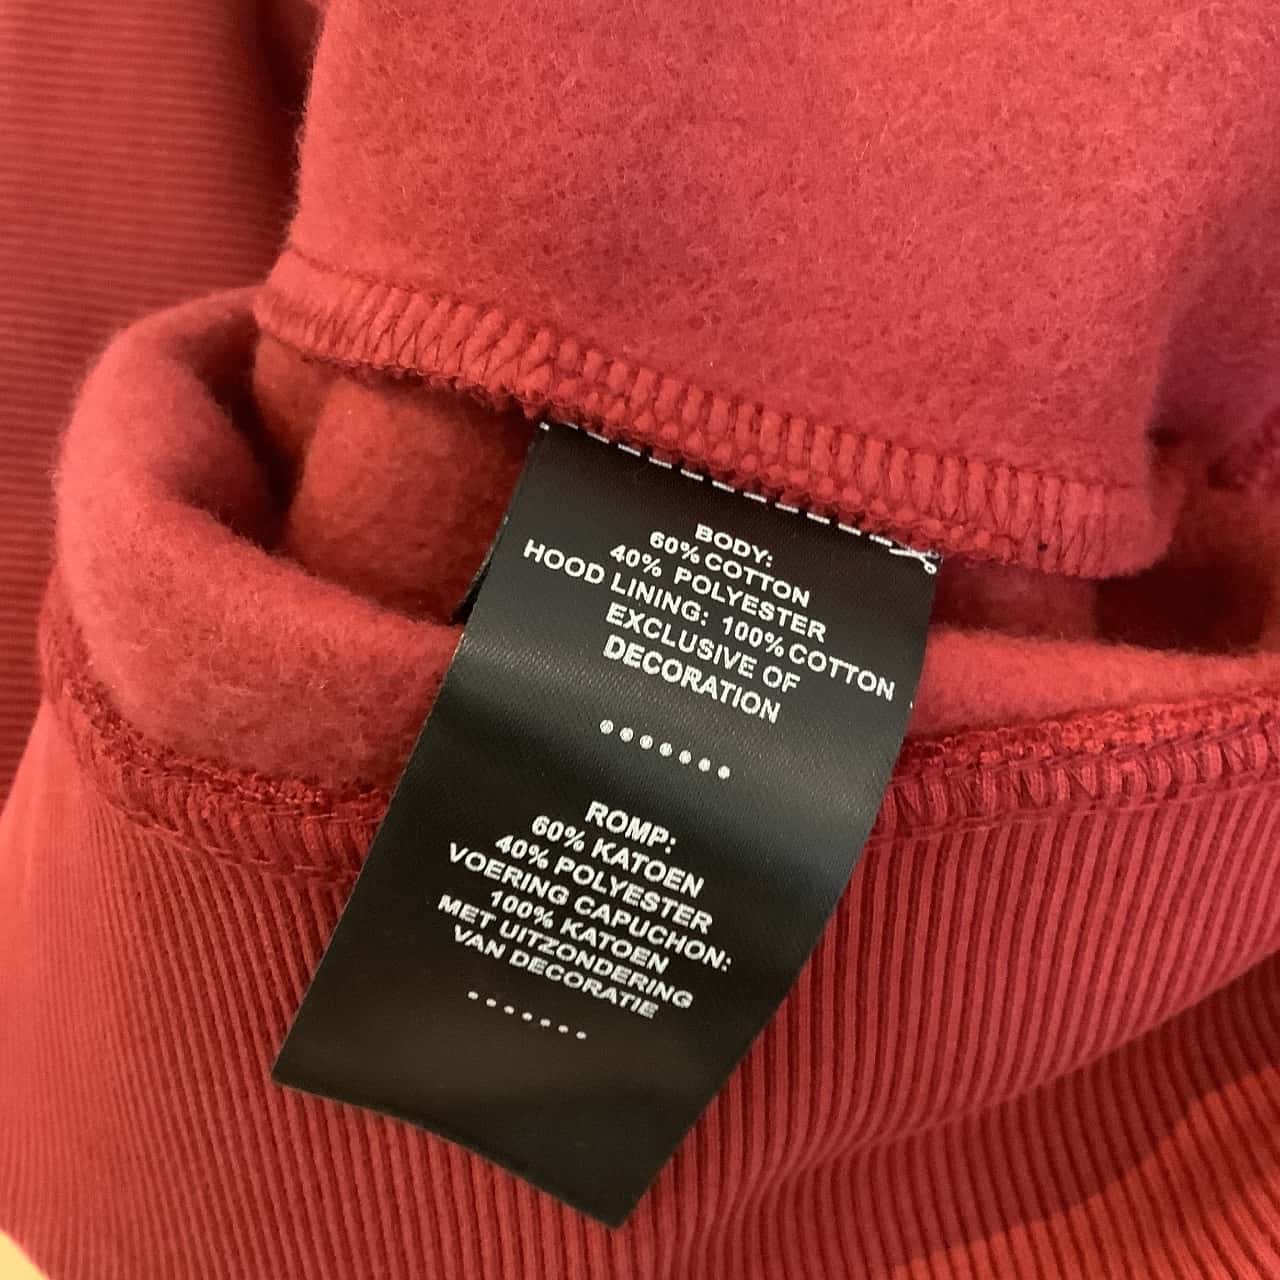 BODY:
60% COTTON
40% POLYESTER
HOOD LINING: 100% COTTON
EXCLUSIVE OF
DECORATION
ROMP:
60% KATOEN
40% POLYESTER
VOERING CAPUCHON:
100% KATOEN
MET UITZONDERING
VAN DECORATIE